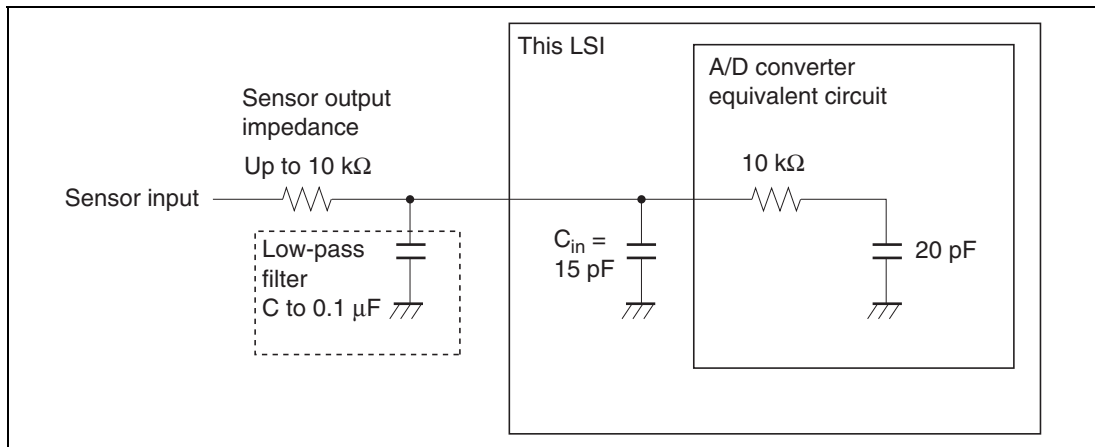 This LSI
A/D converter
equivalent circuit
Sensor output
impedance
Up to 10 kΩ
10 kΩ
Sensor input
Low-pass
filter
C to 0.1 μF
Cin =
15 pF
20 pF